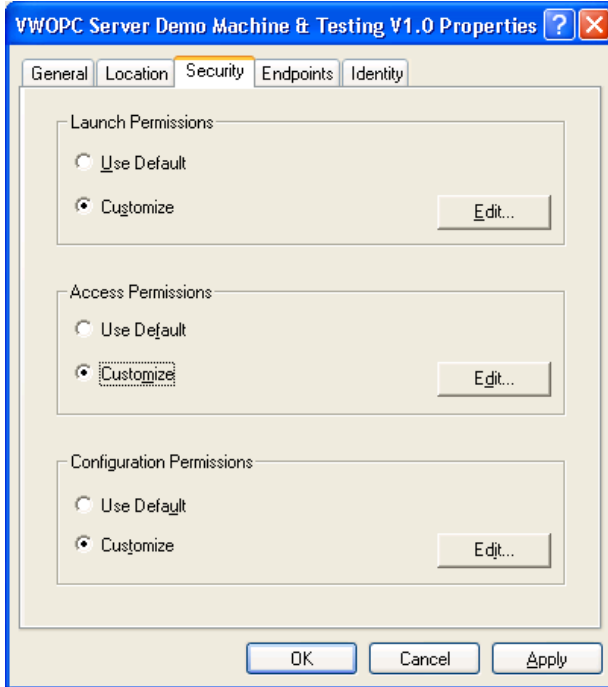 VWOPC Server Demo Machine & Testing V1.0 Properties
General Location Security Endpoints Identity
Launch Permissions
Use Default
Customize
Edit...
Access Permissions
Use Default
Customize
Edit...
Configuration Permissions
Use Default
Customize
Edit...
OK Cancel Apply